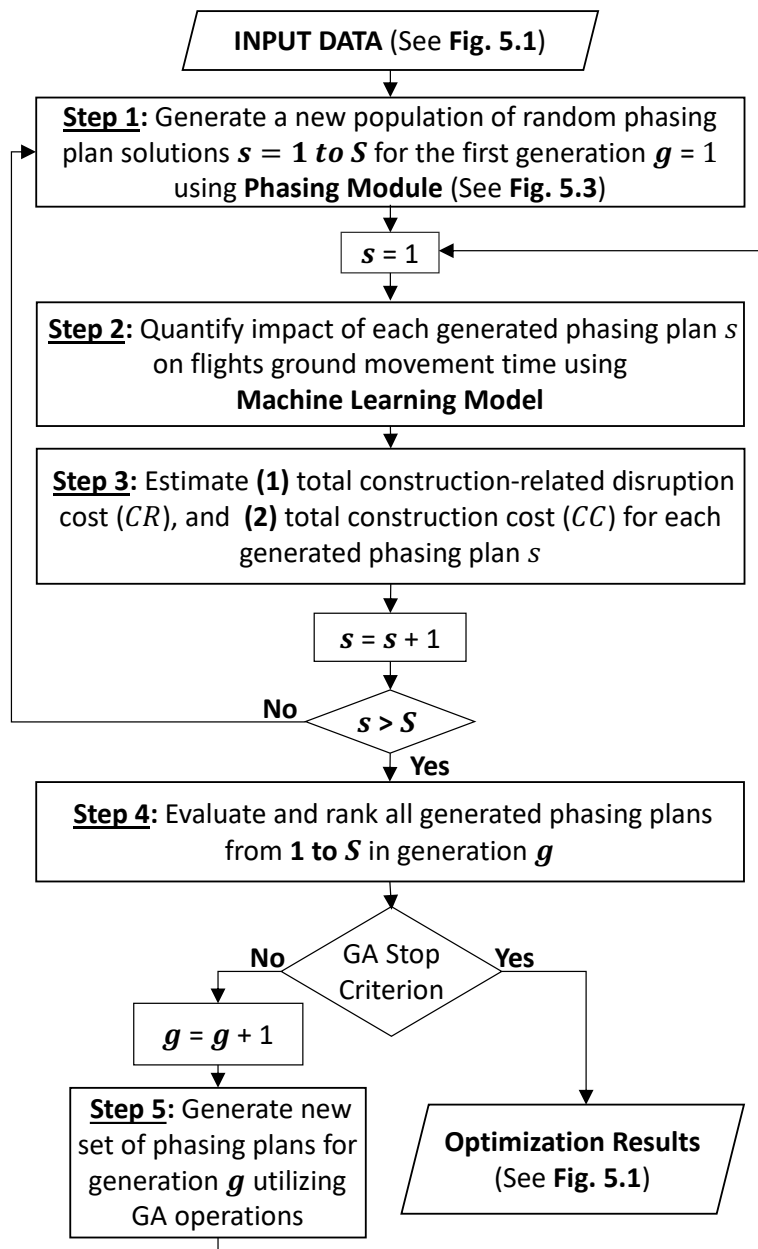 INPUT DATA (See Fig. 5.1)
Step 1: Generate a new population of random phasing
plan solutions s = 1 to S for the first generation g = 1
using Phasing Module (See Fig. 5.3)
s = 1
Step 2: Quantify impact of each generated phasing plan s
on flights ground movement time using
Machine Learning Model
Step 3: Estimate (1) total construction-related disruption
cost (CR), and (2) total construction cost (CC) for each
generated phasing plan s
s = s + 1
No
s > S
Yes
Step 4: Evaluate and rank all generated phasing plans
from 1 to S in generation g
No
GA Stop
Criterion
Yes
g = g + 1
Step 5: Generate new
set of phasing plans for
generation g utilizing
GA operations
Optimization Results
(See Fig. 5.1)